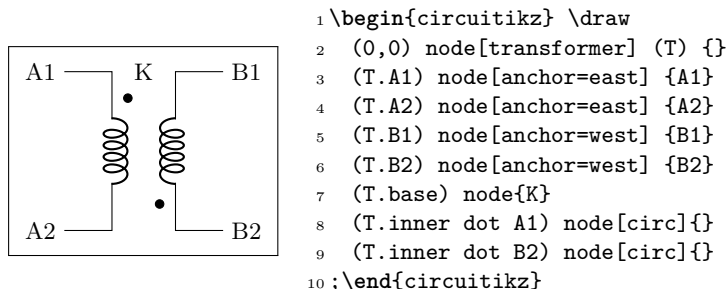 A1 K B1
A2 B2
1 \begin{circuitikz} \draw
2 (0,0) node[transformer] (T) {}
3 (T.A1) node[anchor=east] {A1}
4 (T.A2) node[anchor=east] {A2}
5 (T.B1) node[anchor=west] {B1}
6 (T.B2) node[anchor=west] {B2}
7 (T.base) node{K}
8 (T.inner dot A1) node[circ]{}
9 (T.inner dot B2) node[circ]{}
10 ;\end{circuitikz}